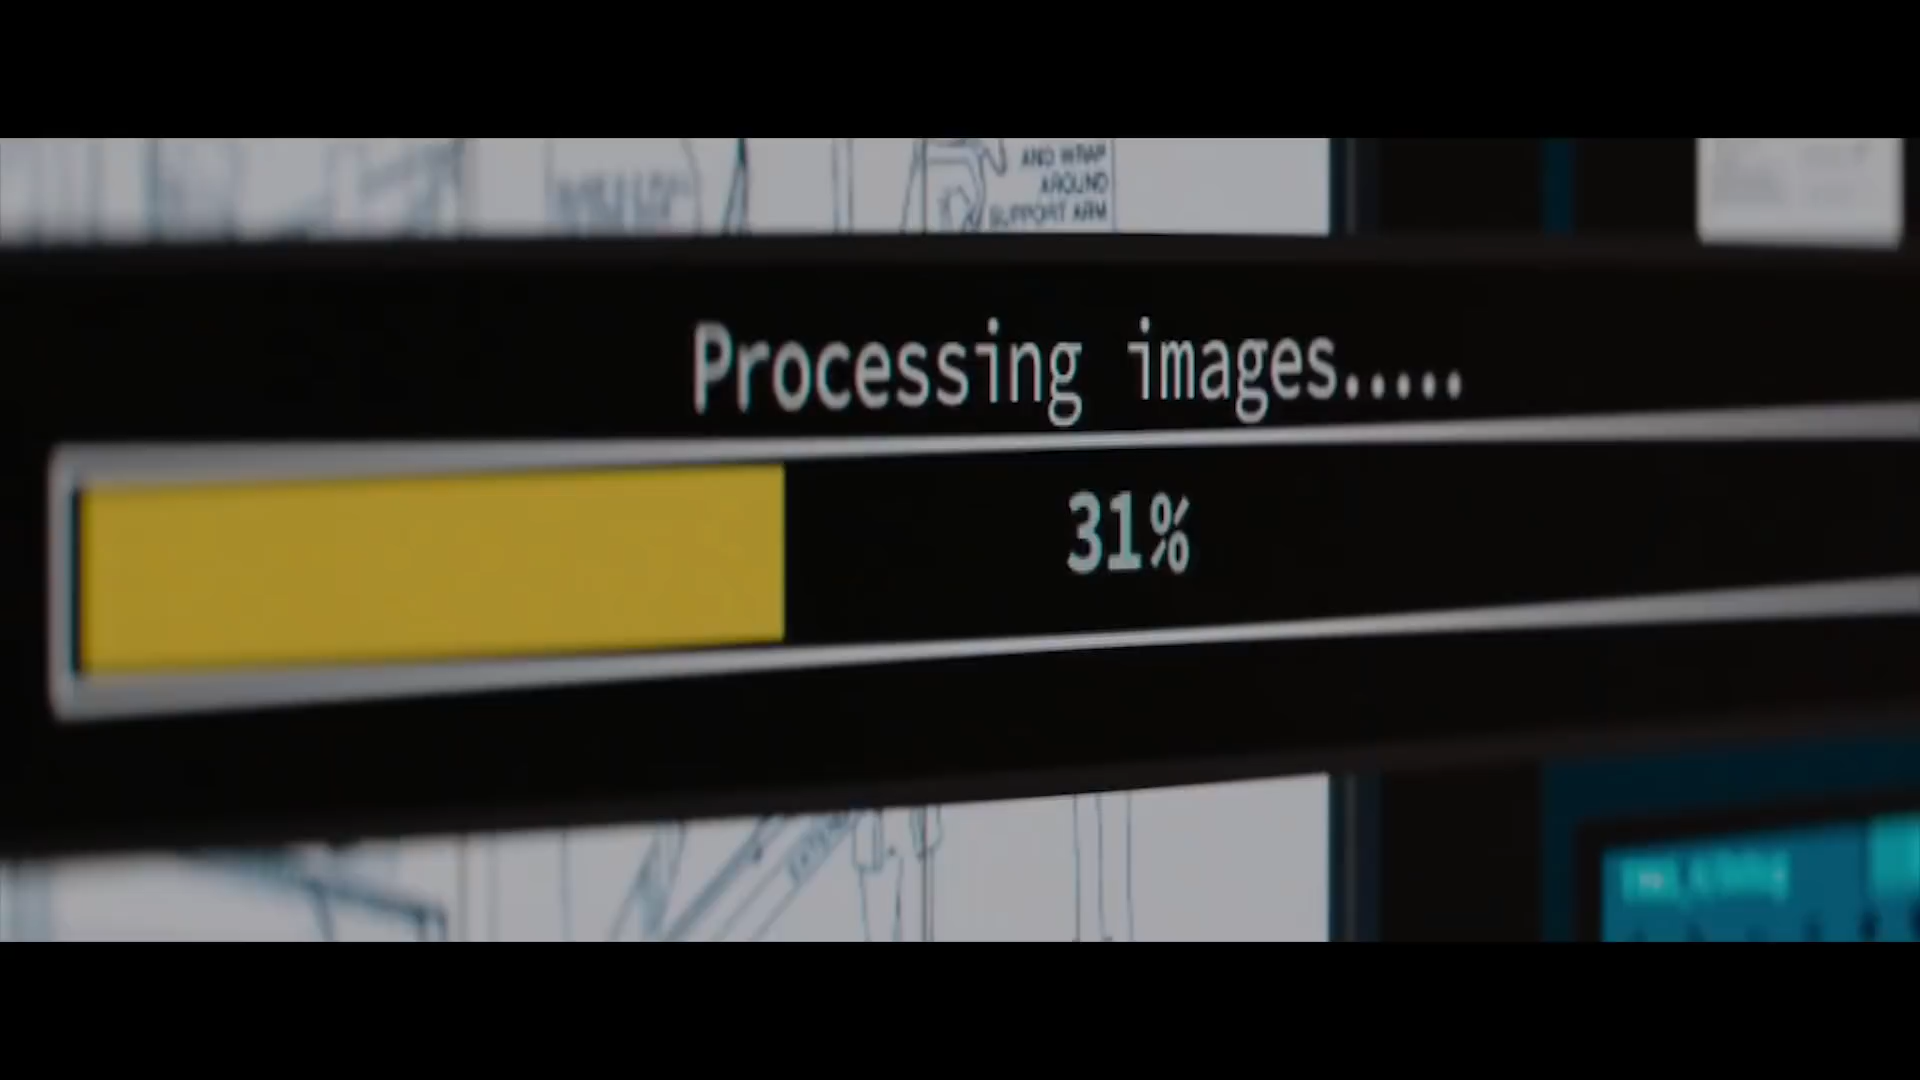 AND WRAP
AROUND
SUPPORT ARM
Processing images.....
31%